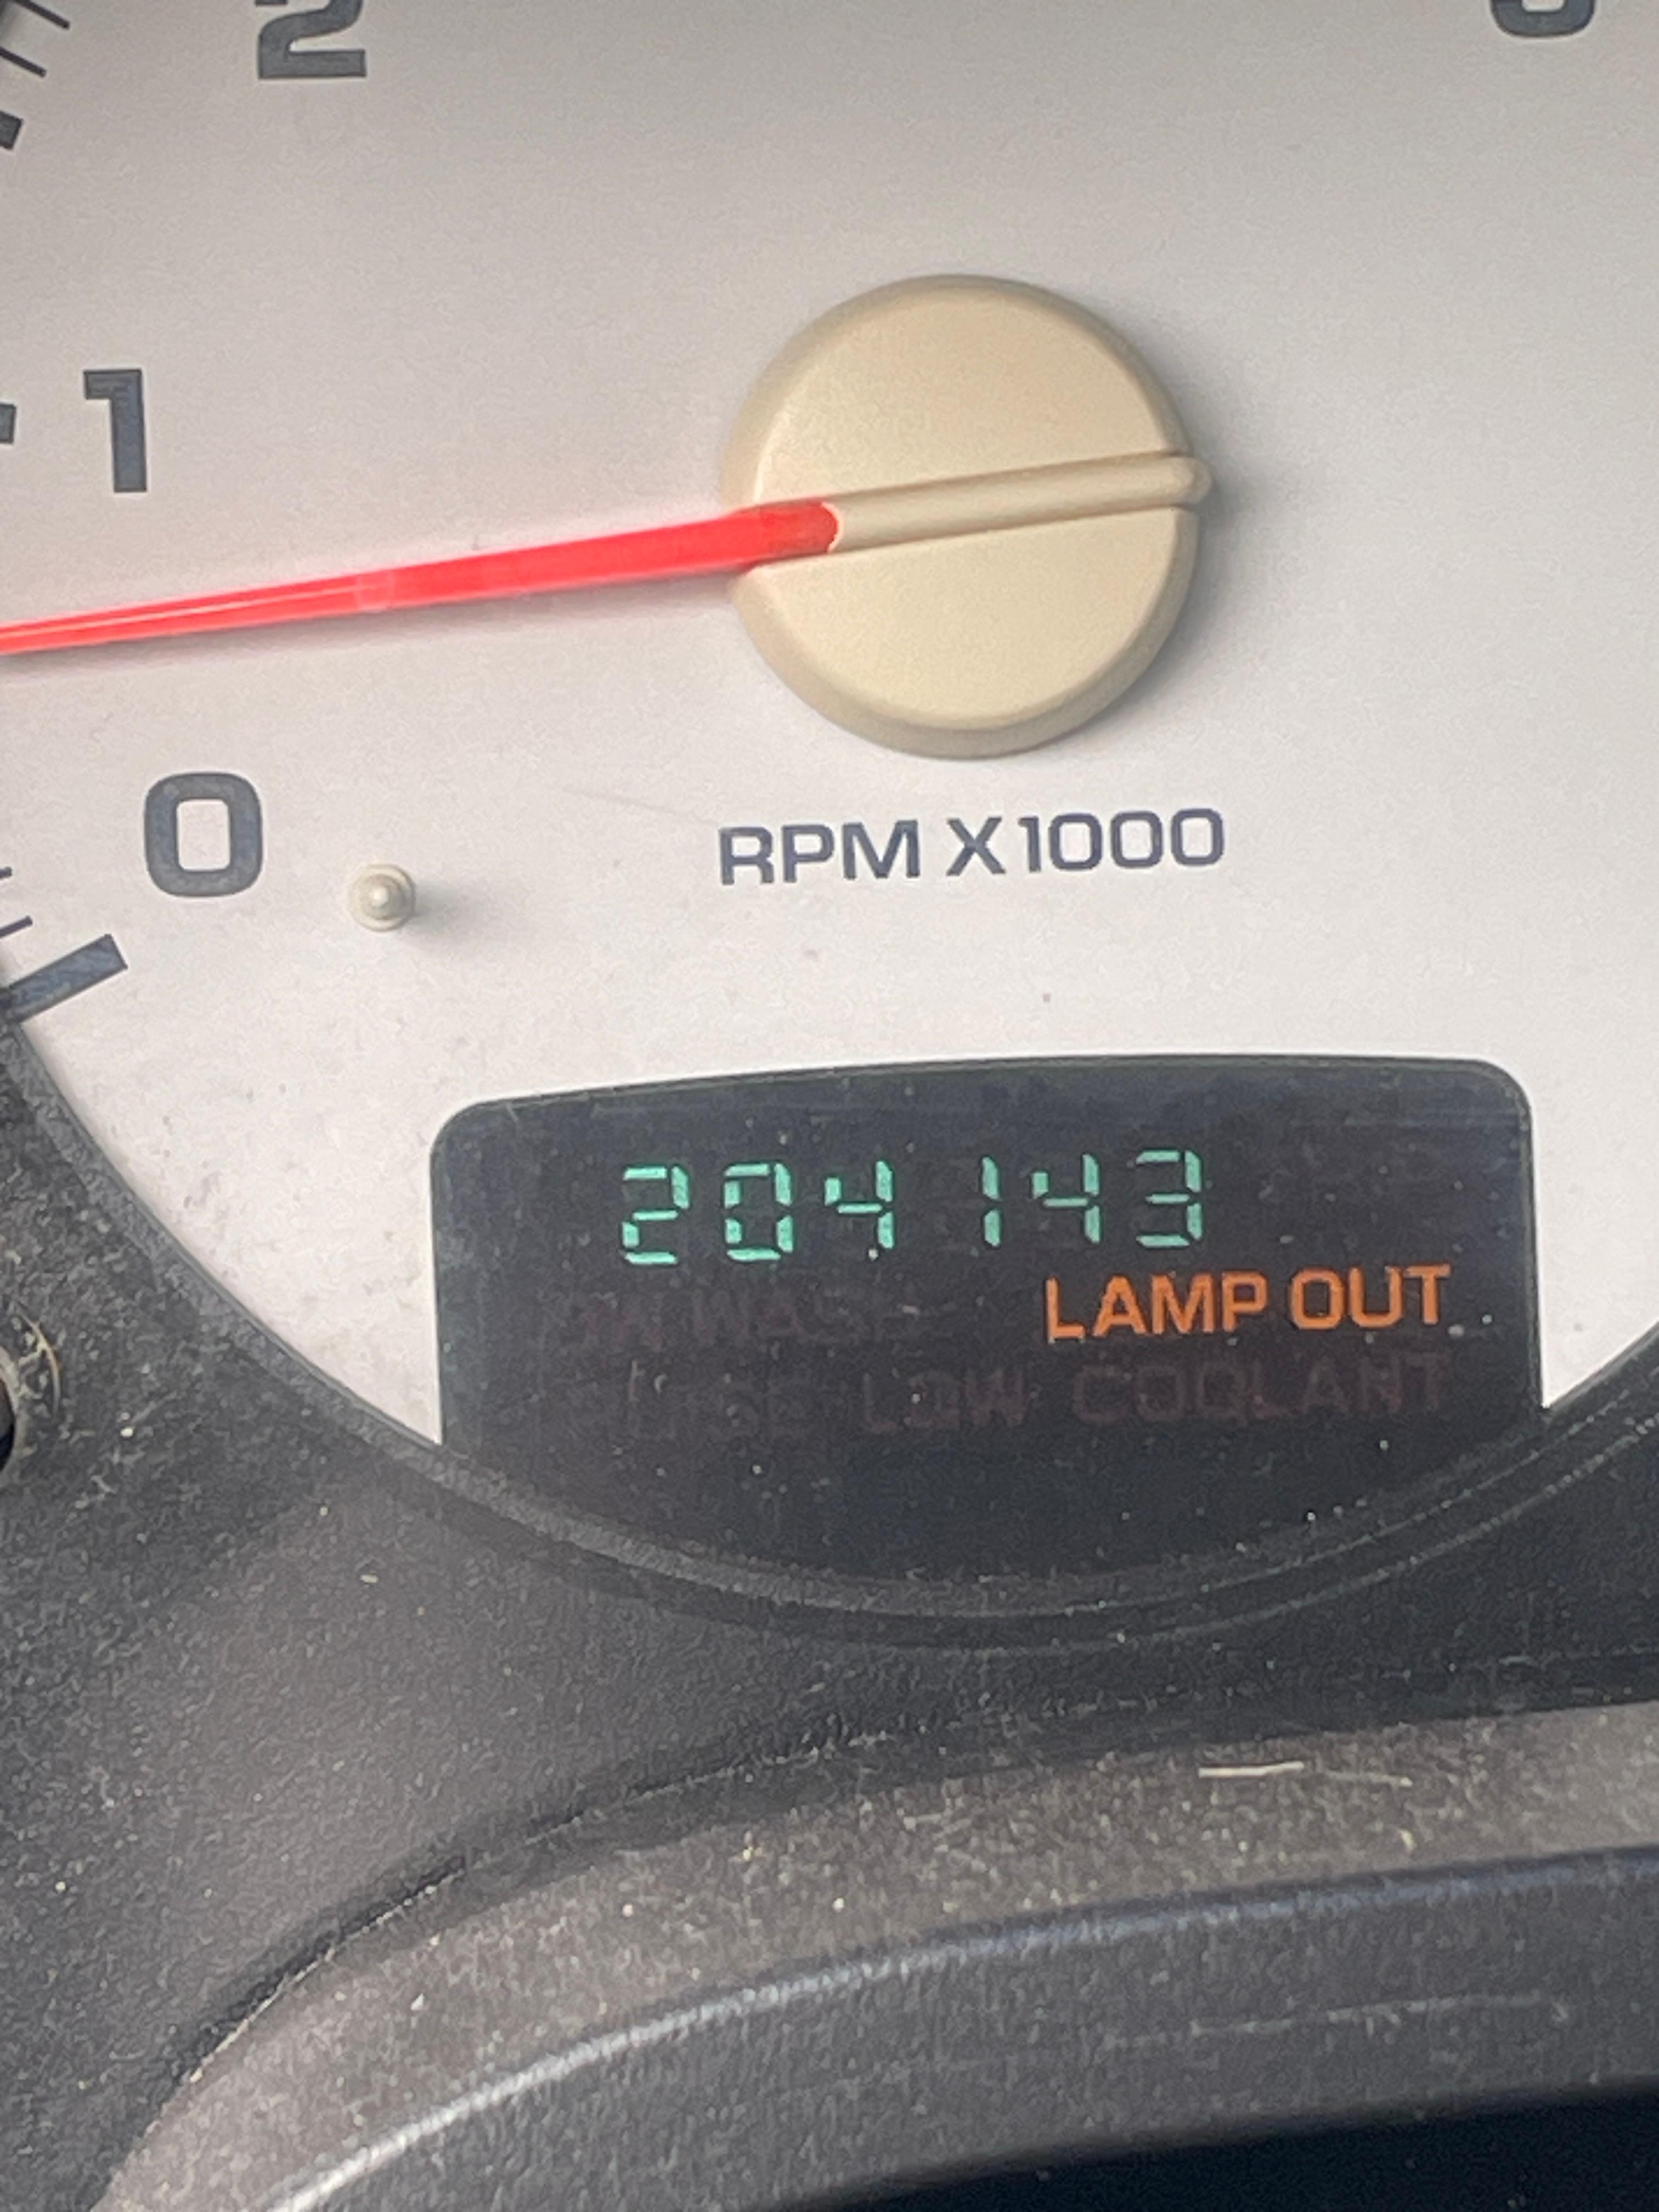 2
1
0
RPM X1000
204143
LAMP OUT
LOW COOLANT